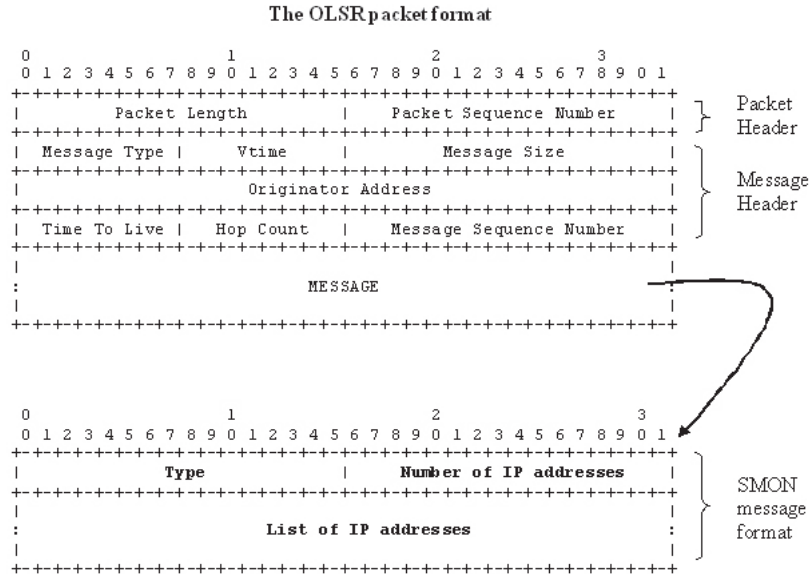 The OLSR packet format
0 1 2 3
0 1 2 3 4 5 6 7 8 9 0 1 2 3 4 5 6 7 8 9 0 1 2 3 4 5 6 7 8 9 0 1
+-+-+-+-+-+-+-+-+-+-+-+-+-+-+-+-+-+-+-+-+-+-+-+-+-+-+-+-+-+-+-+-+
| Packet Length | Packet Sequence Number |
Packet
Header
+-+-+-+-+-+-+-+-+-+-+-+-+-+-+-+-+-+-+-+-+-+-+-+-+-+-+-+-+-+-+-+-+
| Message Type | Vtime | Message Size |
+-+-+-+-+-+-+-+-+-+-+-+-+-+-+-+-+-+-+-+-+-+-+-+-+-+-+-+-+-+-+-+-+
| Originator Address |
Message
Header
+-+-+-+-+-+-+-+-+-+-+-+-+-+-+-+-+-+-+-+-+-+-+-+-+-+-+-+-+-+-+-+-+
| Time To Live | Hop Count | Message Sequence Number |
+-+-+-+-+-+-+-+-+-+-+-+-+-+-+-+-+-+-+-+-+-+-+-+-+-+-+-+-+-+-+-+-+
| |
: MESSAGE :
| |
+-+-+-+-+-+-+-+-+-+-+-+-+-+-+-+-+-+-+-+-+-+-+-+-+-+-+-+-+-+-+-+-+
0 1 2 3
0 1 2 3 4 5 6 7 8 9 0 1 2 3 4 5 6 7 8 9 0 1 2 3 4 5 6 7 8 9 0 1
+-+-+-+-+-+-+-+-+-+-+-+-+-+-+-+-+-+-+-+-+-+-+-+-+-+-+-+-+-+-+-+-+
| Type | Number of IP addresses |
+-+-+-+-+-+-+-+-+-+-+-+-+-+-+-+-+-+-+-+-+-+-+-+-+-+-+-+-+-+-+-+-+
| |
: List of IP addresses :
| |
+-+-+-+-+-+-+-+-+-+-+-+-+-+-+-+-+-+-+-+-+-+-+-+-+-+-+-+-+-+-+-+-+
SMON
message
format